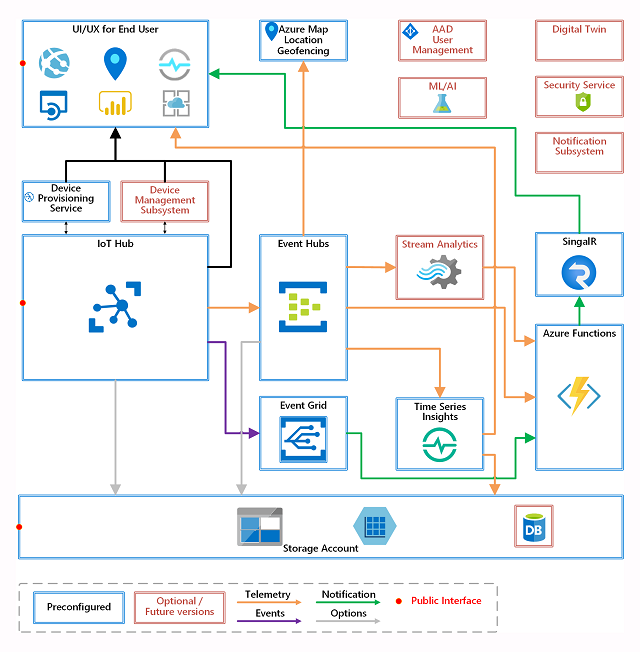 UI/UX for End User
Azure Map
Location
Geofencing
AAD
User
Management
Digital Twin
ML/AI
Security Service
Notification
Subsystem
Device
Provisioning
Service
Device
Management
Subsystem
IoT Hub
Event Hubs
Stream Analytics
SingalR
Azure Functions
Event Grid
Time Series
Insights
DB
Storage Account
Preconfigured
Optional /
Future versions
Telemetry
Notification
Events
Options
Public Interface